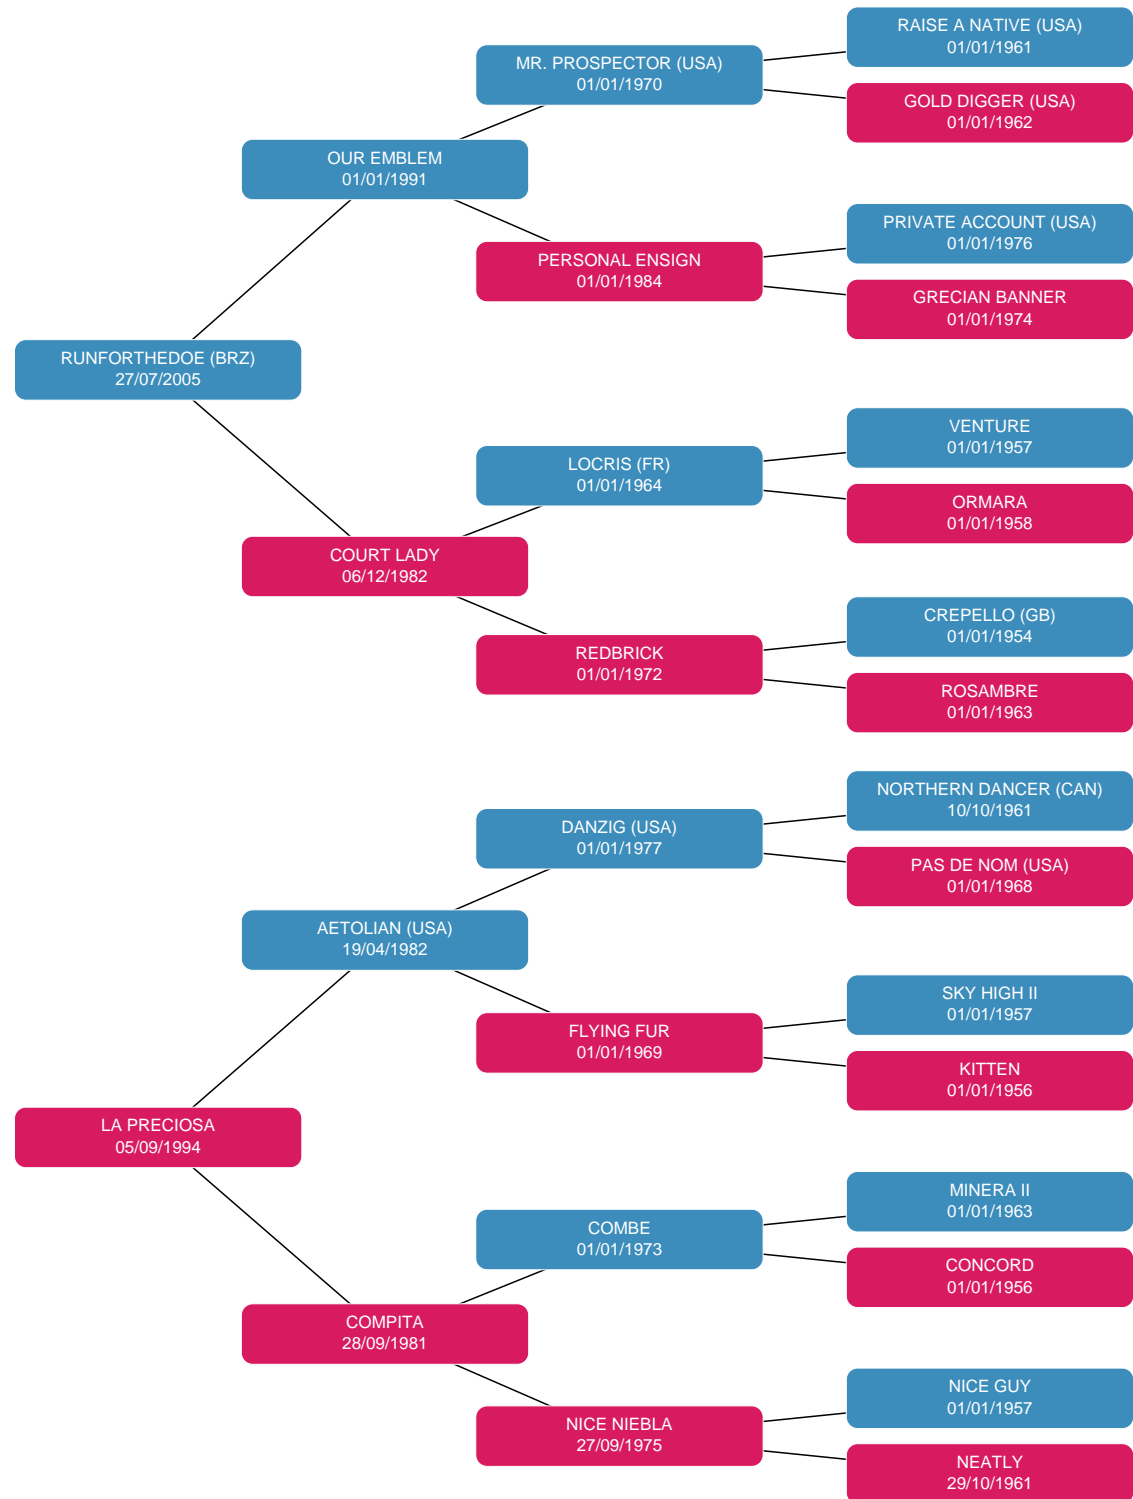 RAISE A NATIVE (USA)
01/01/1961
MR. PROSPECTOR (USA)
01/01/1970
GOLD DIGGER (USA)
01/01/1962
OUR EMBLEM
01/01/1991
PRIVATE ACCOUNT (USA)
01/01/1976
PERSONAL ENSIGN
01/01/1984
GRECIAN BANNER
01/01/1974
RUNFORTHEDOE (BRZ)
27/07/2005
VENTURE
01/01/1957
LOCRIS (FR)
01/01/1964
ORMARA
01/01/1958
COURT LADY
06/12/1982
CREPELLO (GB)
01/01/1954
REDBRICK
01/01/1972
ROSAMBRE
01/01/1963
NORTHERN DANCER (CAN)
10/10/1961
DANZIG (USA)
01/01/1977
PAS DE NOM (USA)
01/01/1968
AETOLIAN (USA)
19/04/1982
SKY HIGH II
01/01/1957
FLYING FUR
01/01/1969
KITTEN
01/01/1956
LA PRECIOSA
05/09/1994
MINERA II
01/01/1963
COMBE
01/01/1973
CONCORD
01/01/1956
COMPITA
28/09/1981
NICE GUY
01/01/1957
NICE NIEBLA
27/09/1975
NEATLY
29/10/1961